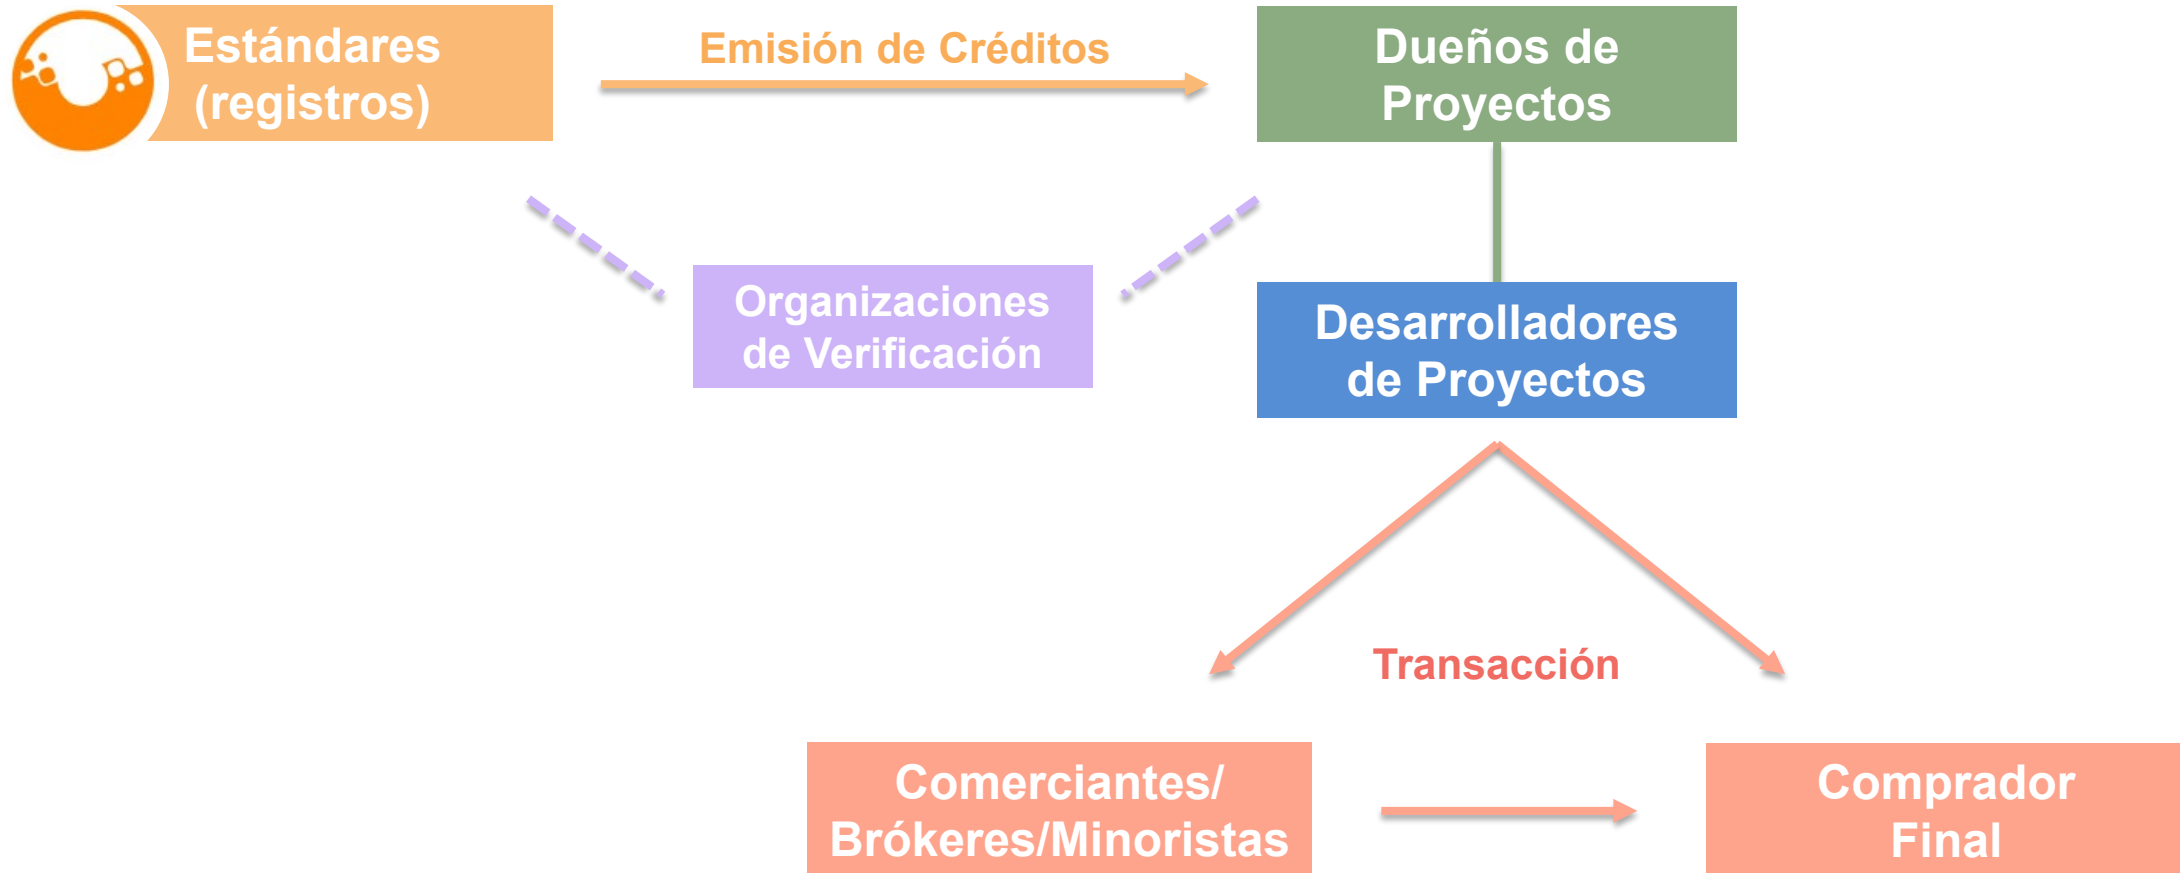 Estándares
(registros)
Emisión de Créditos
Dueños de
Proyectos
Organizaciones
de Verificación
Desarrolladores
de Proyectos
Transacción
Comerciantes/
Brókeres/Minoristas
Comprador
Final